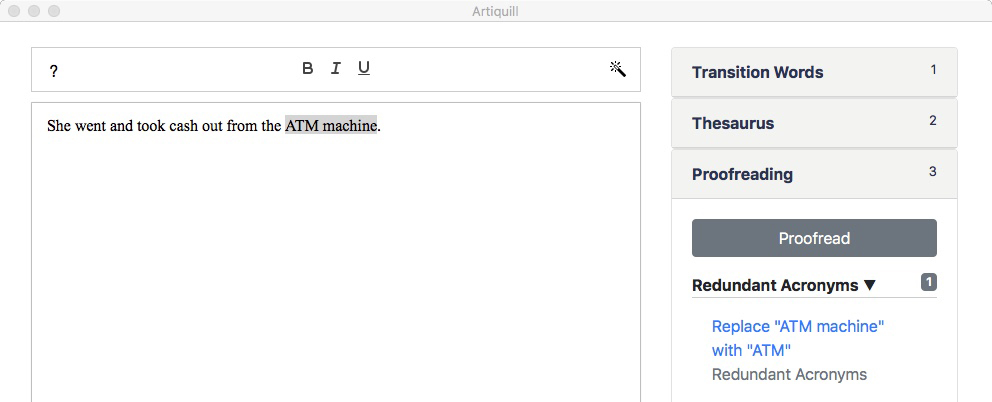 Artiquill
? B I U
She went and took cash out from the ATM machine.
Transition Words 1
Thesaurus 2
Proofreading 3
Proofread
Redundant Acronyms ▼ 1
Replace "ATM machine"
with "ATM"
Redundant Acronyms